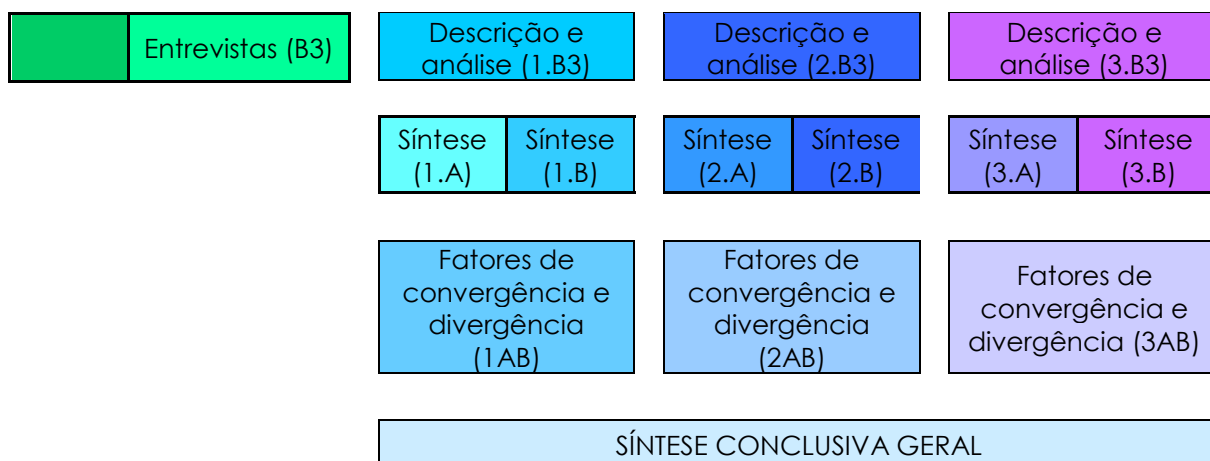 Entrevistas (B3)
Descrição e
análise (1.B3)
Descrição e
análise (2.B3)
Descrição e
análise (3.B3)
Síntese
(1.A)
Síntese
(1.B)
Síntese
(2.A)
Síntese
(2.B)
Síntese
(3.A)
Síntese
(3.B)
Fatores de
convergência e
divergência
(1AB)
Fatores de
convergência e
divergência
(2AB)
Fatores de
convergência e
divergência (3AB)
SÍNTESE CONCLUSIVA GERAL